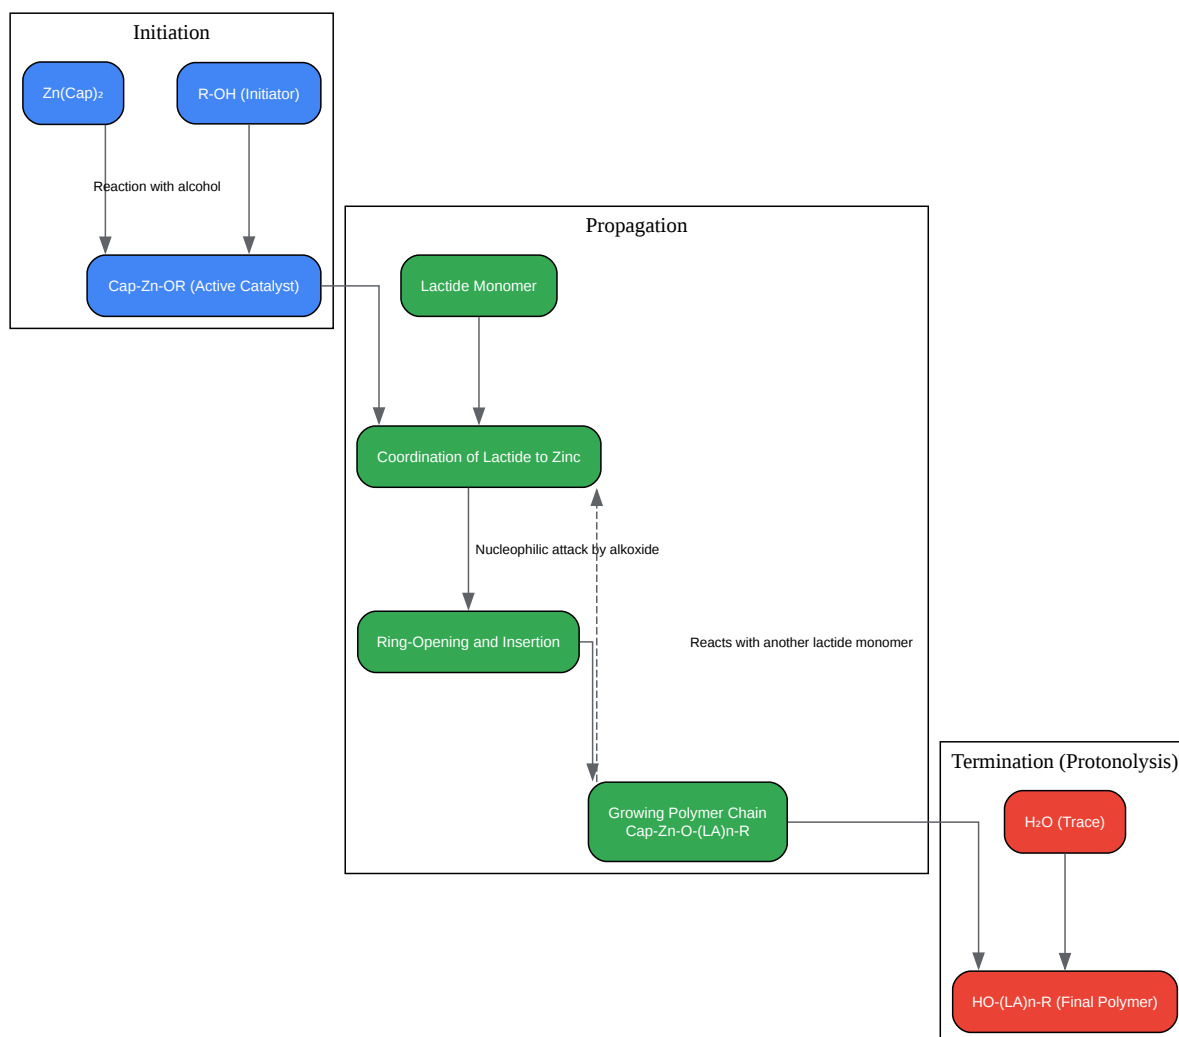 Initiation
Zn(Cap)₂
R-OH (Initiator)
Reaction with alcohol
Cap-Zn-OR (Active Catalyst)
Propagation
Lactide Monomer
Coordination of Lactide to Zinc
Nucleophilic attack by alkoxide
Ring-Opening and Insertion
Reacts with another lactide monomer
Growing Polymer Chain
Cap-Zn-O-(LA)n-R
Termination (Protonolysis)
H₂O (Trace)
HO-(LA)n-R (Final Polymer)